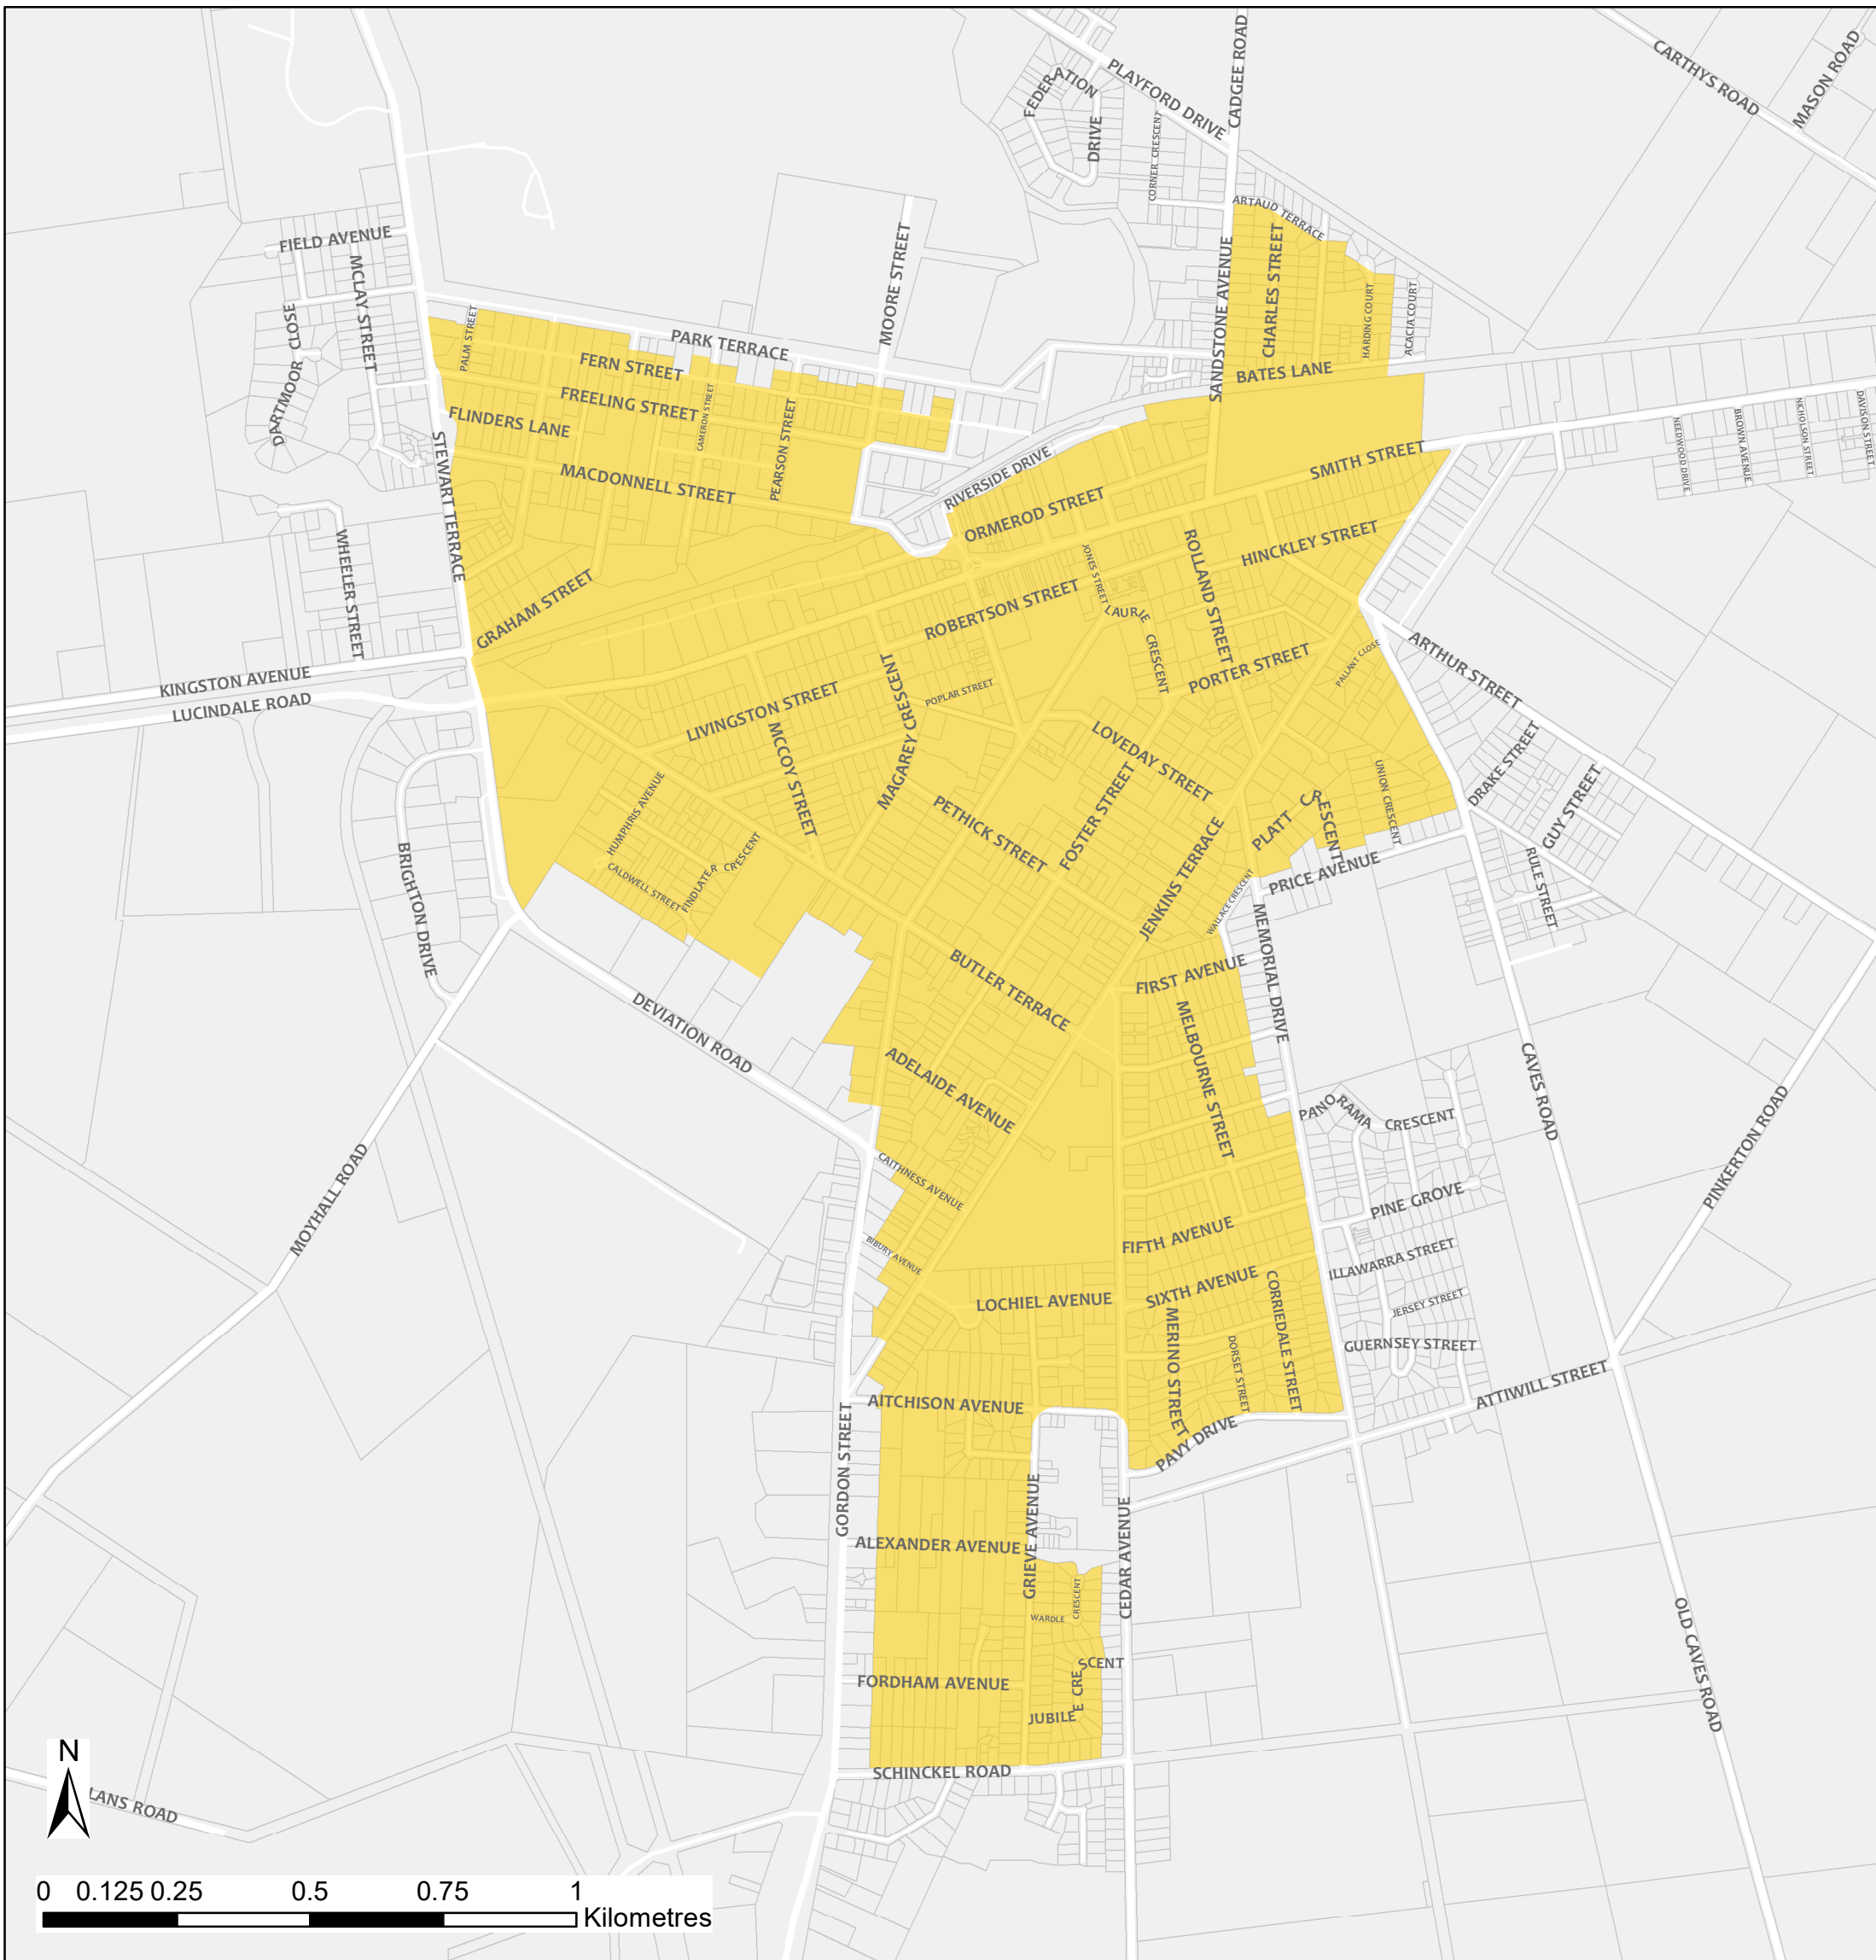 CARTHYS ROAD
MASON ROAD
CADGEE ROAD
PLAYFORD DRIVE
FEDERATION
DRIVE
CORNER CRESCENT
ARTAUD TERRACE
FIELD AVENUE
MCLAY STREET
MOORE STREET
SANDSTONE AVENUE
CHARLES STREET
HARDING COURT
ACACIA COURT
DARTMOOR CLOSE
PALM STREET
PARK TERRACE
FERN STREET
BATES LANE
FREELING STREET
CAMERON STREET
PEARSON STREET
FLINDERS LANE
STEWART TERRACE
MACDONNELL STREET
RIVERSIDE DRIVE
SMITH STREET
NEEDWOOD DRIVE
BROWN AVENUE
NICHOLSON STREET
DAVISON STREET
ORMEROD STREET
HINCKLEY STREET
WHEELER STREET
JONES STREET
ROLLAND STREET
GRAHAM STREET
ROBERTSON STREET
LAURIE CRESCENT
KINGSTON AVENUE
LUCINDALE ROAD
PORTER STREET
PALLANT CLOSE
ARTHUR STREET
LIVINGSTON STREET
MAGAREY CRESCENT
POPLAR STREET
MCCOY STREET
LOVEDAY STREET
DRAKE STREET
GUY STREET
HUMPHRIS AVENUE
PETHICK STREET
FOSTER STREET
UNION CRESCENT
PLATT CRESCENT
JENKINS TERRACE
BRIGHTON DRIVE
CALDWELL STREET
FINDLATER CRESCENT
PRICE AVENUE
WALLACE CRESCENT
RULE STREET
MEMORIAL DRIVE
BUTLER TERRACE
FIRST AVENUE
DEVIATION ROAD
MELBOURNE STREET
CAVES ROAD
ADELAIDE AVENUE
PANORAMA CRESCENT
PINKERTON ROAD
MOYHALL ROAD
CAITHNESS AVENUE
PINE GROVE
FIFTH AVENUE
BIBURY AVENUE
ILLAWARRA STREET
LOCHIEL AVENUE
SIXTH AVENUE
CORRIEDALE STREET
JERSEY STREET
MERINO STREET
DORSET STREET
GUERNSEY STREET
AITCHISON AVENUE
ATTIWILL STREET
PAVY DRIVE
GORDON STREET
GRIEVE AVENUE
CEDAR AVENUE
ALEXANDER AVENUE
WARDLE CRESCENT
OLD CAVES ROAD
FORDHAM AVENUE
JUBILEE CRESCENT
SCHINCKEL ROAD
N
LANS ROAD
0 0.125 0.25 0.5 0.75 1
Kilometres